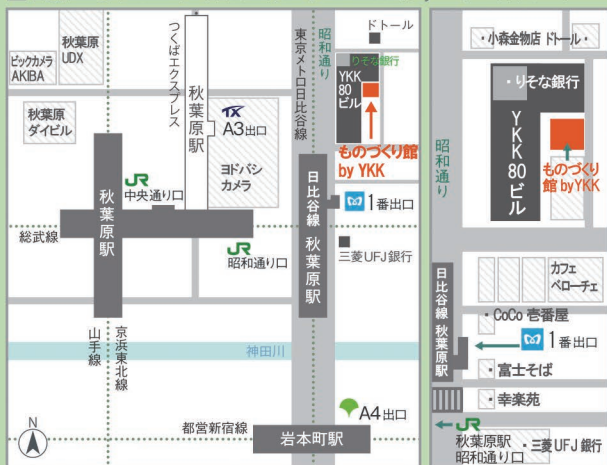 秋葉原
UDX
ビックカメラ
AKIBA
秋葉原
ダイビル
つくばエクスプレス
秋葉原駅
TX
A3出口
ヨドバシ
カメラ
東京メトロ日比谷線
昭和通り
ドトール
りそな銀行
YKK
80
ビル
ものづくり館
by YKK
JR
中央通り口
秋葉原駅
総武線
JR
昭和通り口
日比谷線 秋葉原駅
1番出口
三菱UFJ銀行
山手線
京浜東北線
神田川
A4出口
都営新宿線
岩本町駅
N
・小森金物店 ドトール・
・りそな銀行
YKK80ビル
ものづくり
館 by YKK
昭和通り
カフェ
ベローチェ
日比谷線 秋葉原駅
・CoCo 壱番屋
1番出口
・富士そば
・幸楽苑
JR
秋葉原駅
昭和通り口
・三菱 UFJ 銀行